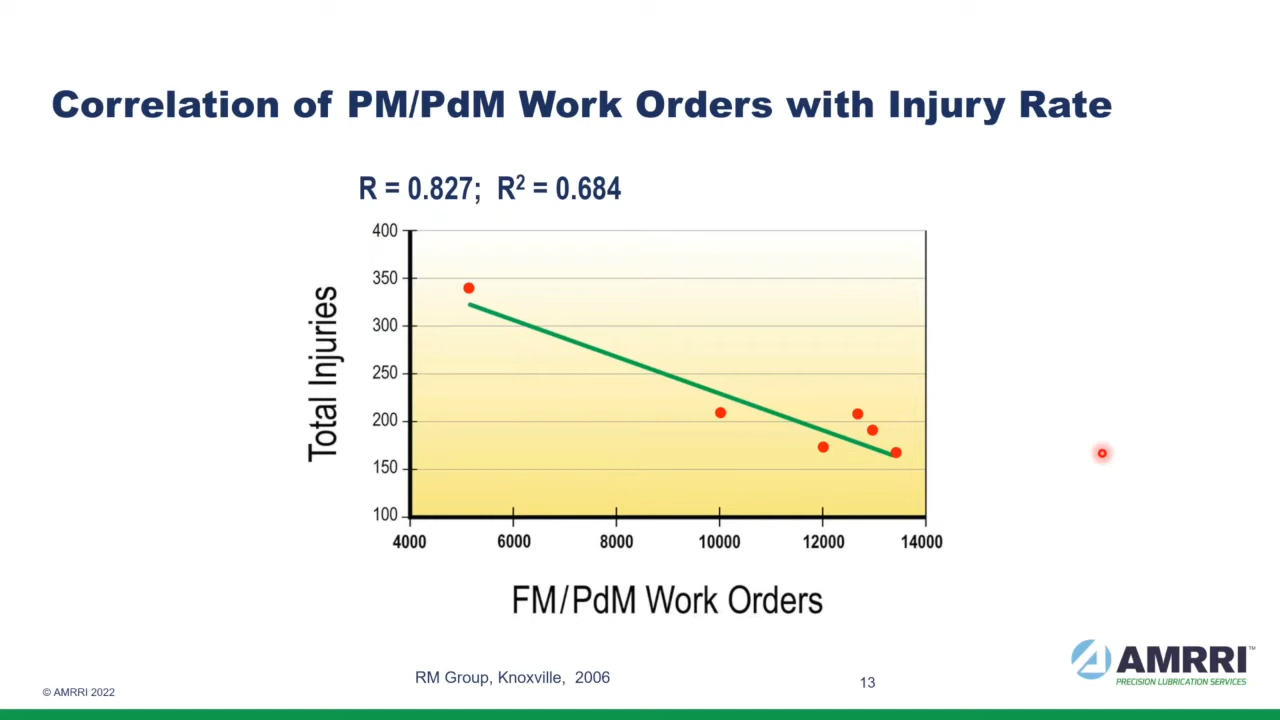 Correlation of PM/PdM Work Orders with Injury Rate
R = 0.827; R² = 0.684
400
350
300
250
200
150
100
Total Injuries
4000 6000 8000 10000 12000 14000
FM/PdM Work Orders
RM Group, Knoxville, 2006
13
© AMRRI 2022
AMRRI™
PRECISION LUBRICATION SERVICES